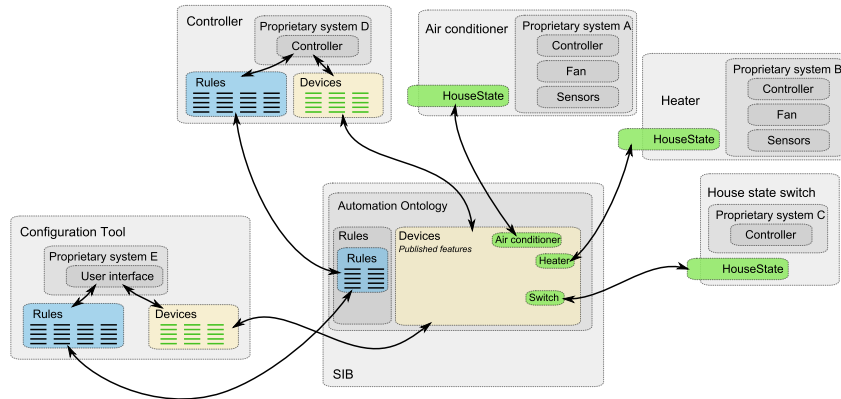 Controller
Proprietary system D
Controller
Rules
Devices
Air conditioner
Proprietary system A
Controller
Fan
Sensors
HouseState
Heater
Proprietary system B
Controller
Fan
Sensors
HouseState
House state switch
Proprietary system C
Controller
HouseState
Configuration Tool
Proprietary system E
User interface
Rules
Devices
Automation Ontology
Rules
Rules
Devices
Published features
Air conditioner
Heater
Switch
SIB